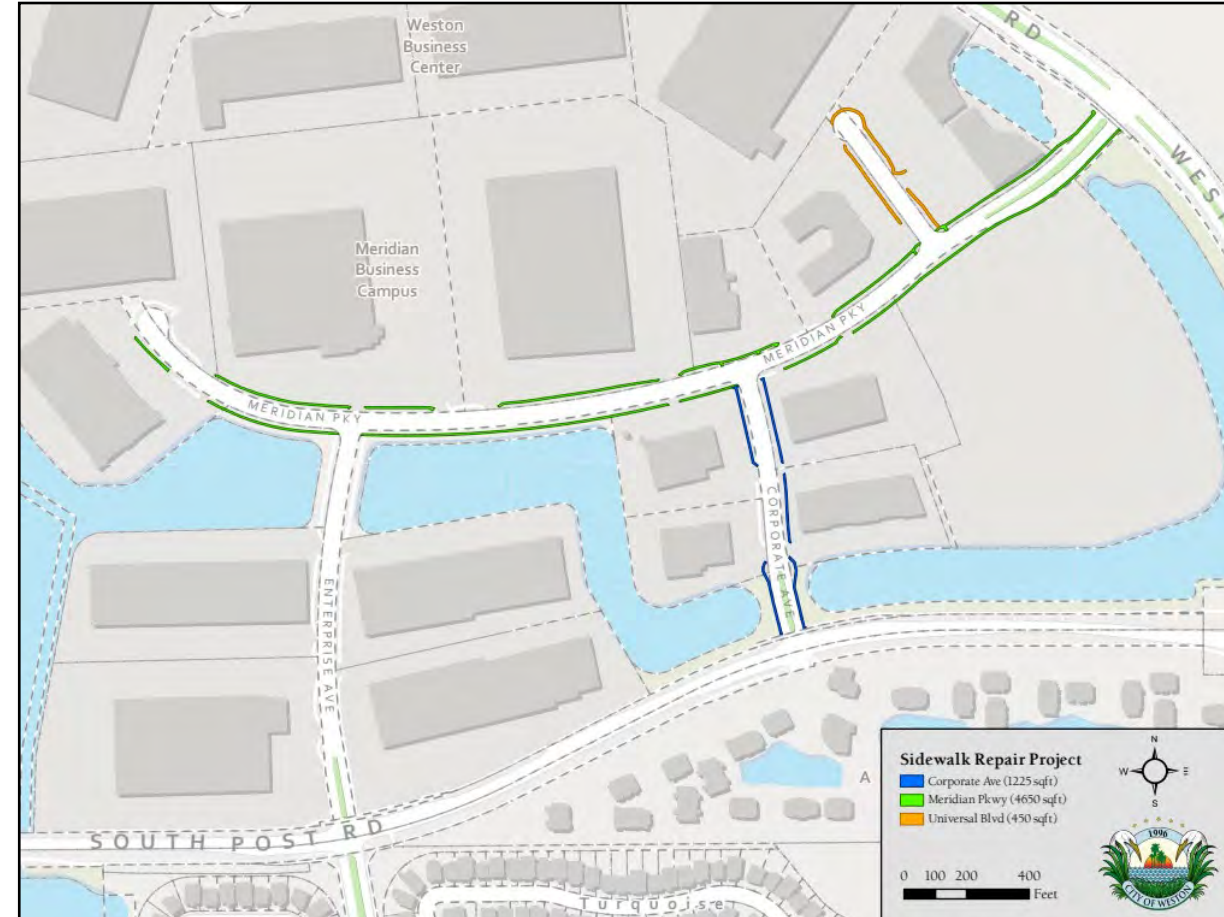 Weston
Business
Center
RD
WES
Meridian
Business
Campus
MERIDIAN PKY
MERIDIAN PKY
CORPORATE AVE
ENTERPRISE AVE
SOUTH POST RD
Turquoise
A
Sidewalk Repair Project
Corporate Ave (1225 sqft)
Meridian Pkwy (4650 sqft)
Universal Blvd (450 sqft)
N
W E
S
0 100 200 400
Feet
1996
CITY OF WESTON